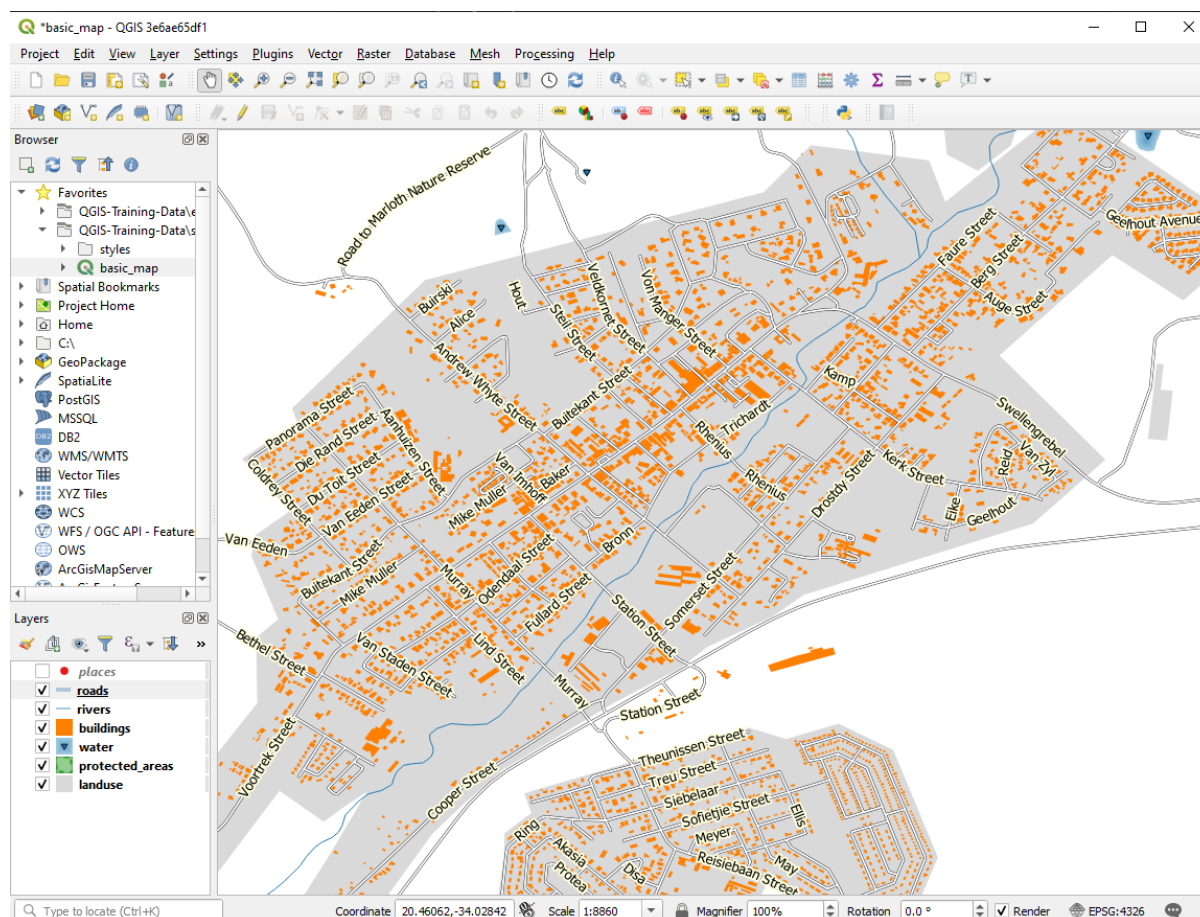 *basic_map - QGIS 3e6ae65df1
Project Edit View Layer Settings Plugins Vector Raster Database Mesh Processing Help
Browser
Favorites
QGIS-Training-Data\e
QGIS-Training-Data\s
styles
basic_map
Spatial Bookmarks
Project Home
Home
C:\
GeoPackage
SpatiaLite
PostGIS
MSSQL
DB2
WMS/WMTS
Vector Tiles
XYZ Tiles
WCS
WFS / OGC API - Feature
OWS
ArcGisMapServer
Layers
places
roads
rivers
buildings
water
protected_areas
landuse
Road to Marloth Nature Reserve
Geelhout Avenue
Faure Street
Berg Street
Auge Street
Buirski
Alice
Hout
Steil Street
Veldkornet Street
Von Manger Street
Andrew Whyte Street
Buitekant Street
Kamp
Trichardt
Rhenius
Swellengrebel
Panorama Street
Die Rand Street
Aanhuizen Street
Coldrey Street
Du-Toit Street
Van Eeden Street
Van Imhoff
Baker
Mike Muller
Rhenius
Drostdy Street
Kerk Street
Reid
Van Zyl
Eike
Geelhout
Van Eeden
Buitekant Street
Mike Muller
Murray
Odendaal Street
Bronn
Fullard Street
Station Street
Somerset Street
Bethel Street
Van Staden Street
Lind Street
Murray
Station Street
Voortrek Street
Cooper Street
Theunissen Street
Treu Street
Siebelaar
Sofietjie Street
Ellis
Meyer
Ring
Akasia
Protea
Disa
Reisiebaan Street
May
Type to locate (Ctrl+K)
Coordinate 20.46062,-34.02842 Scale 1:8860 Magnifier 100% Rotation 0.0 ° Render EPSG:4326